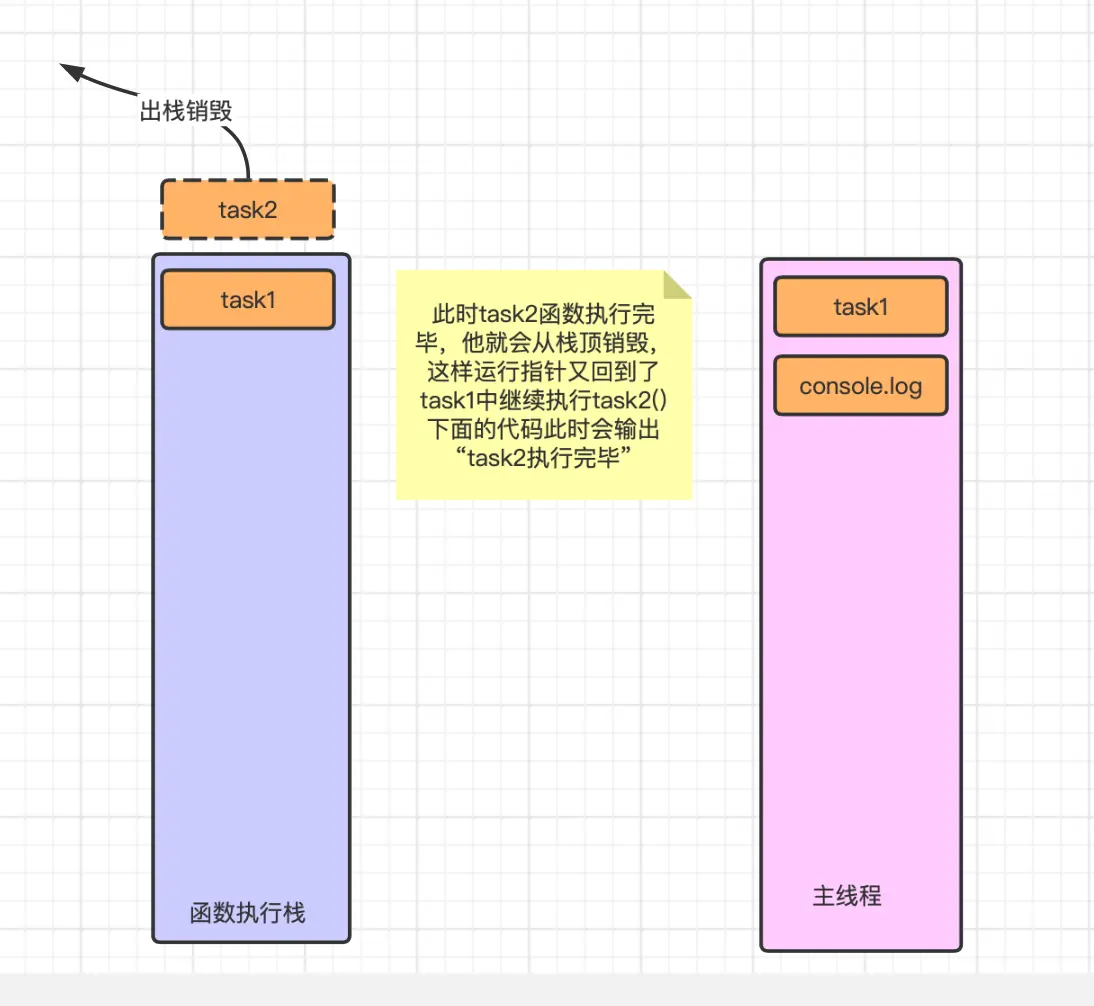 出栈销毁
task2
task1
此时task2函数执行完
毕，他就会从栈顶销毁，
这样运行指针又回到了
task1中继续执行task2()
下面的代码此时会输出
“task2执行完毕”
函数执行栈
task1
console.log
主线程